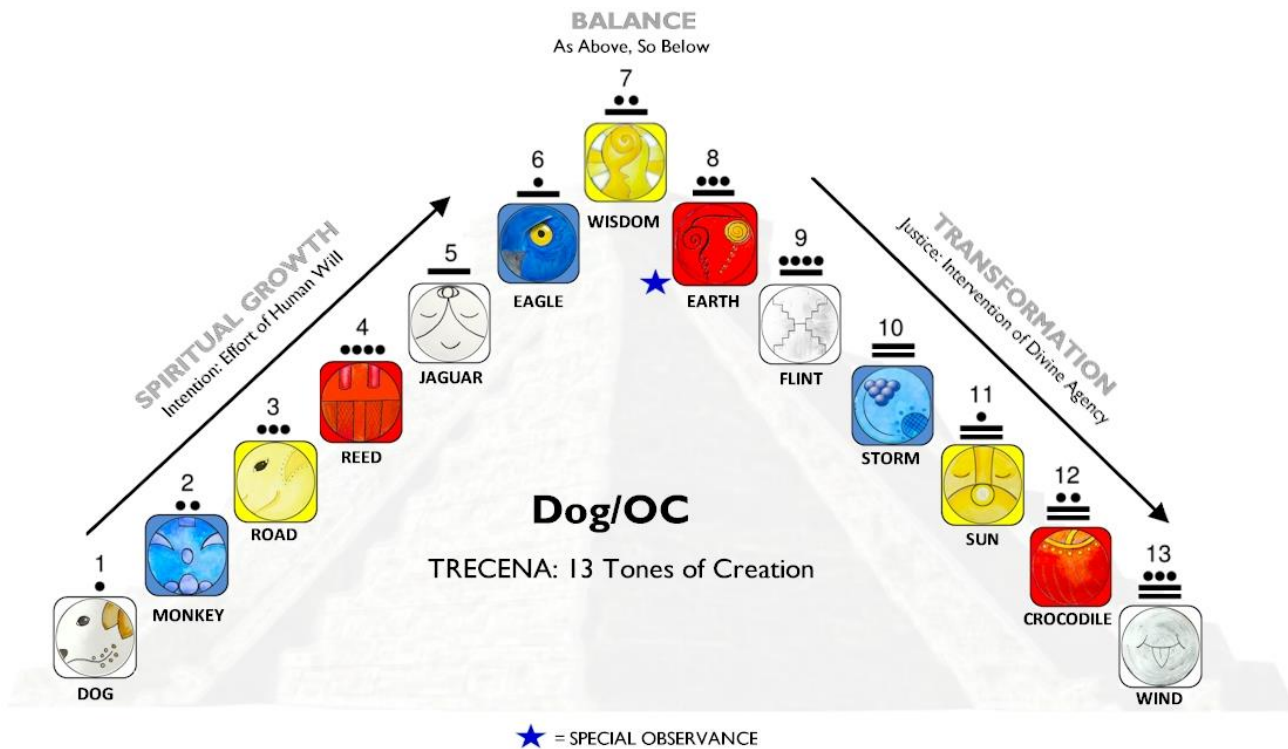 BALANCE
As Above, So Below
7
6
8
5
WISDOM
9
EAGLE
EARTH
4
10
JAGUAR
FLINT
3
11
REED
STORM
2
12
ROAD
SUN
1
13
MONKEY
CROCODILE
DOG
WIND
SPIRITUAL GROWTH
Intention: Effort of Human Will
TRANSFORMATION
Justice: Intervention of Divine Agency
Dog/OC
TRECENA: 13 Tones of Creation
= SPECIAL OBSERVANCE